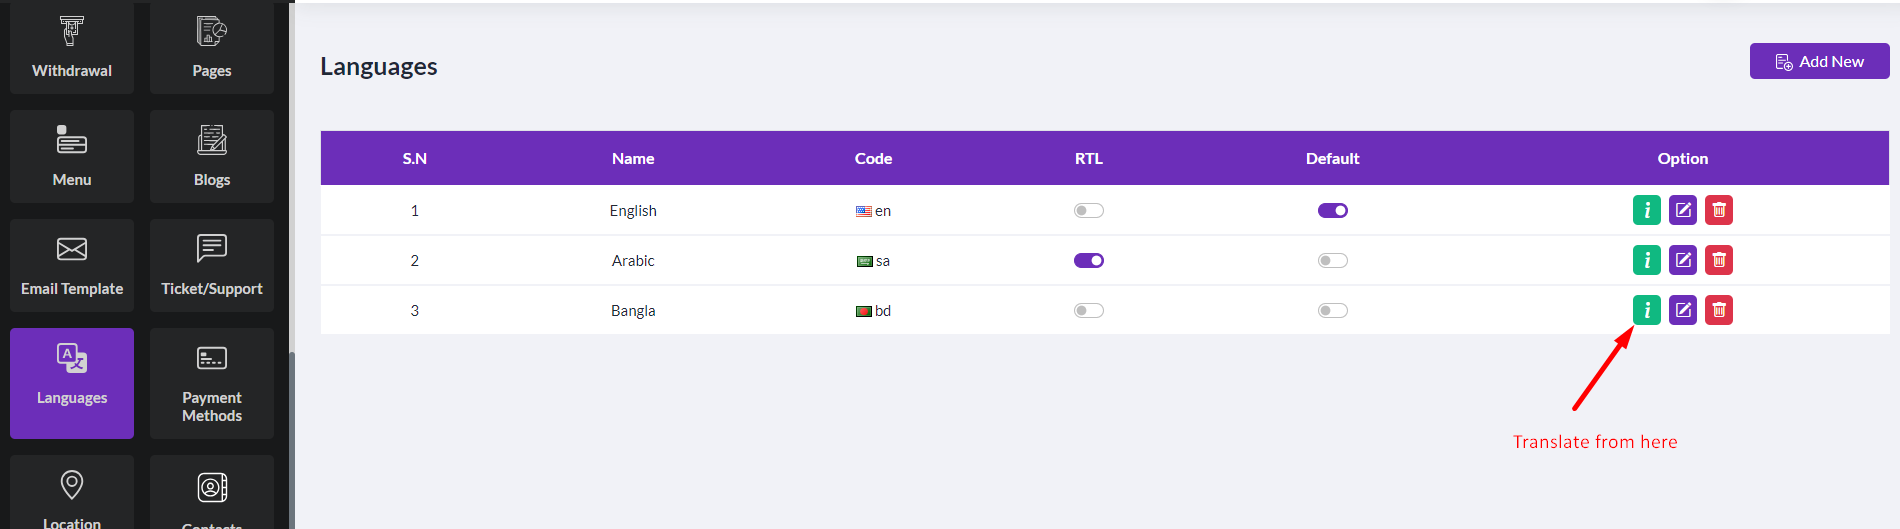 Withdrawal
Pages
Menu
Blogs
Email Template
Ticket/Support
Languages
Payment
Methods
Location
Contacts
Languages
Add New
S.N Name Code RTL Default Option
1 English en
2 Arabic sa
3 Bangla bd
Translate from here